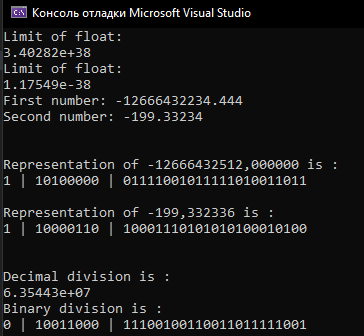 Консоль отладки Microsoft Visual Studio
Limit of float:
3.40282e+38
Limit of float:
1.17549e-38
First number: -12666432234.444
Second number: -199.33234
Representation of -12666432512,000000 is :
1 | 10100000 | 01111001011111010011011
Representation of -199,332336 is :
1 | 10000110 | 10001110101010100010100
Decimal division is :
6.35443e+07
Binary division is :
0 | 10011000 | 11100100110011011111001